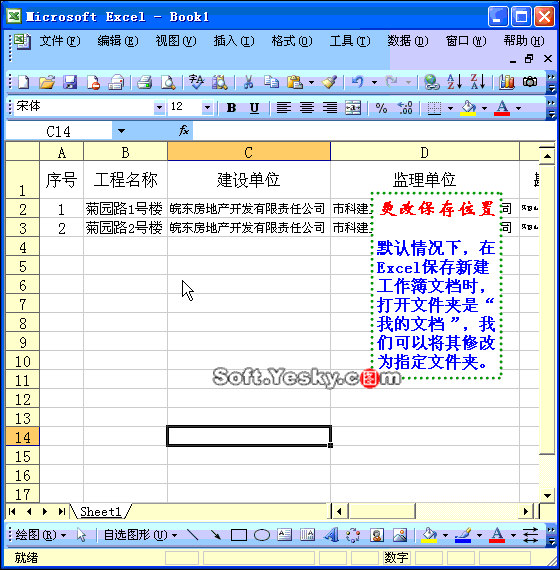 Microsoft Excel - Book1
文件(F) 编辑(E) 视图(V) 插入(I) 格式(O) 工具(T) 数据(D) 窗口(W) 帮助(H)
宋体 12 B U A
C14 fx
A B C D
1 序号 工程名称 建设单位 监理单位
2 1 菊园路1号楼 皖东房地产开发有限责任公司 市科建 司
3 2 菊园路2号楼 皖东房地产开发有限责任公司 市科建 司
4
5
6
7
8
9
10
11
12
13
14
15
16
17
更改保存位置
默认情况下，在
Excel保存新建
工作簿文档时，
打开文件夹是“
我的文档 ”，我
们可以将其修改
为指定文件夹。
Soft.Yesky.c图m
Sheet1
绘图(R) 自选图形(U) A
就绪 数字